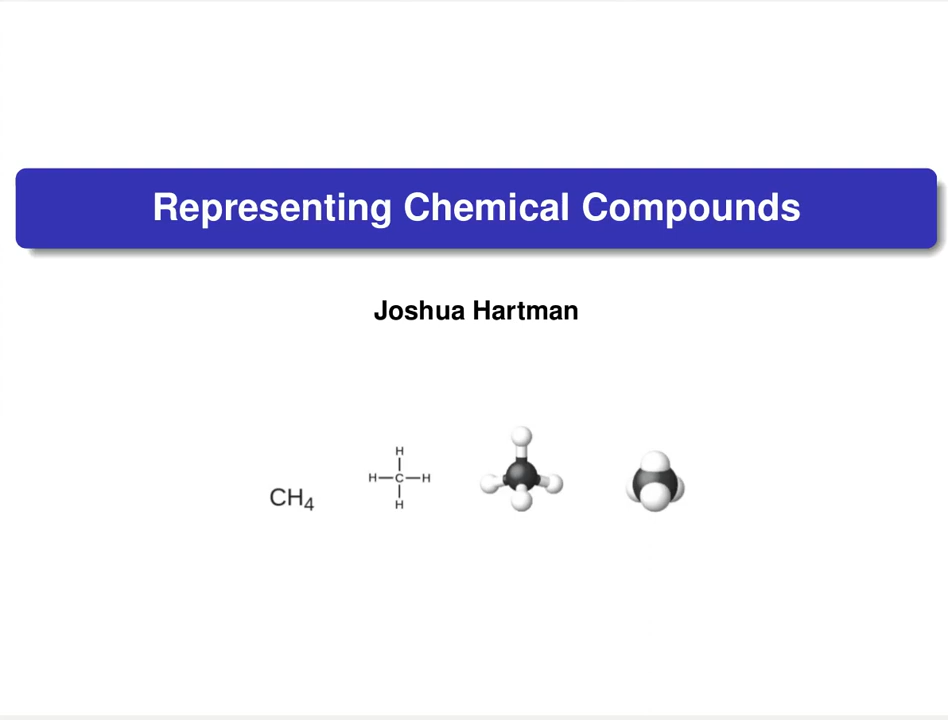 Representing Chemical Compounds
Joshua Hartman
CH₄
H
H—C—H
H